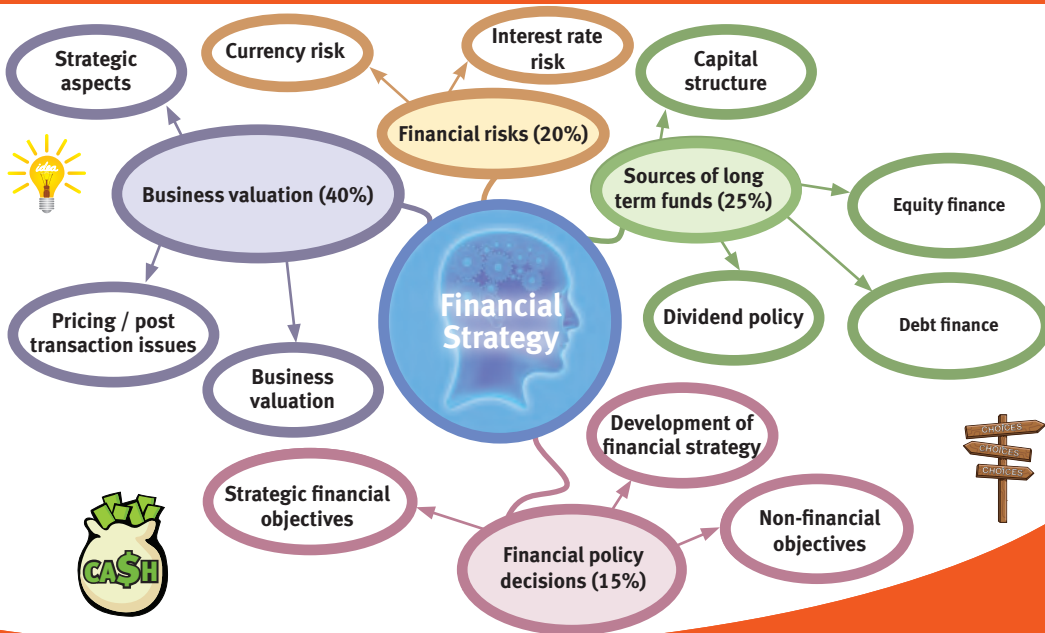 Strategic
aspects
Currency risk
Interest rate
risk
Capital
structure
Financial risks (20%)
idea
Business valuation (40%)
Sources of long
term funds (25%)
Equity finance
Financial
Strategy
Pricing / post
transaction issues
Dividend policy
Debt finance
Business
valuation
Development of
financial strategy
CHOICES
CHOICES
CHOICES
Strategic financial
objectives
Non-financial
objectives
Financial policy
decisions (15%)
CA$H